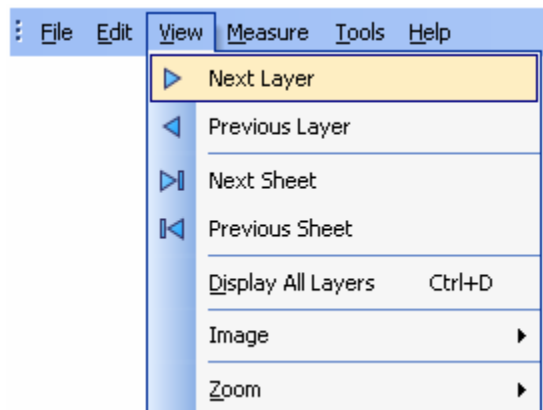 File Edit View Measure Tools Help
Next Layer
Previous Layer
Next Sheet
Previous Sheet
Display All Layers Ctrl+D
Image
Zoom